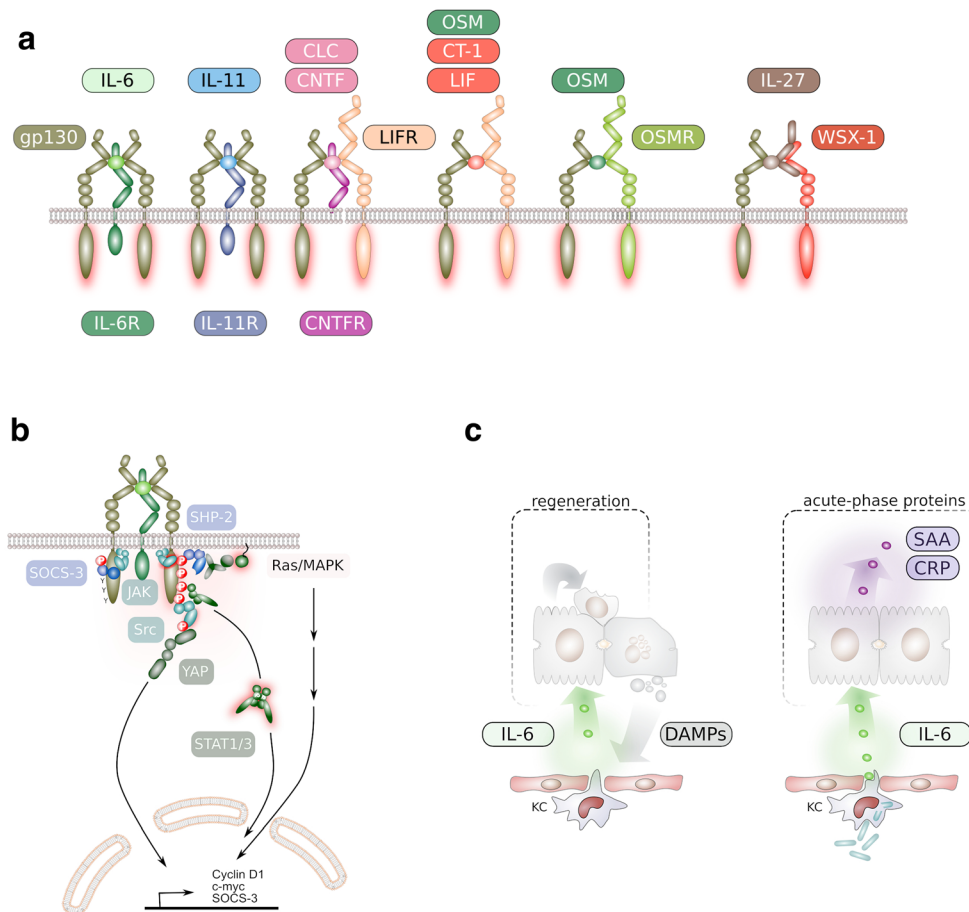 a
OSM
CLC
CT-1
IL-6
IL-11
CNTF
LIF
OSM
IL-27
gp130
LIFR
OSMR
WSX-1
IL-6R
IL-11R
CNTFR
b
SHP-2
SOCS-3
JAK
Ras/MAPK
P
P
P
P
P
P
Y
Y
Src
YAP
STAT1/3
Cyclin D1
c-myc
SOCS-3
c
regeneration
IL-6
DAMPs
KC
acute-phase proteins
SAA
CRP
IL-6
KC